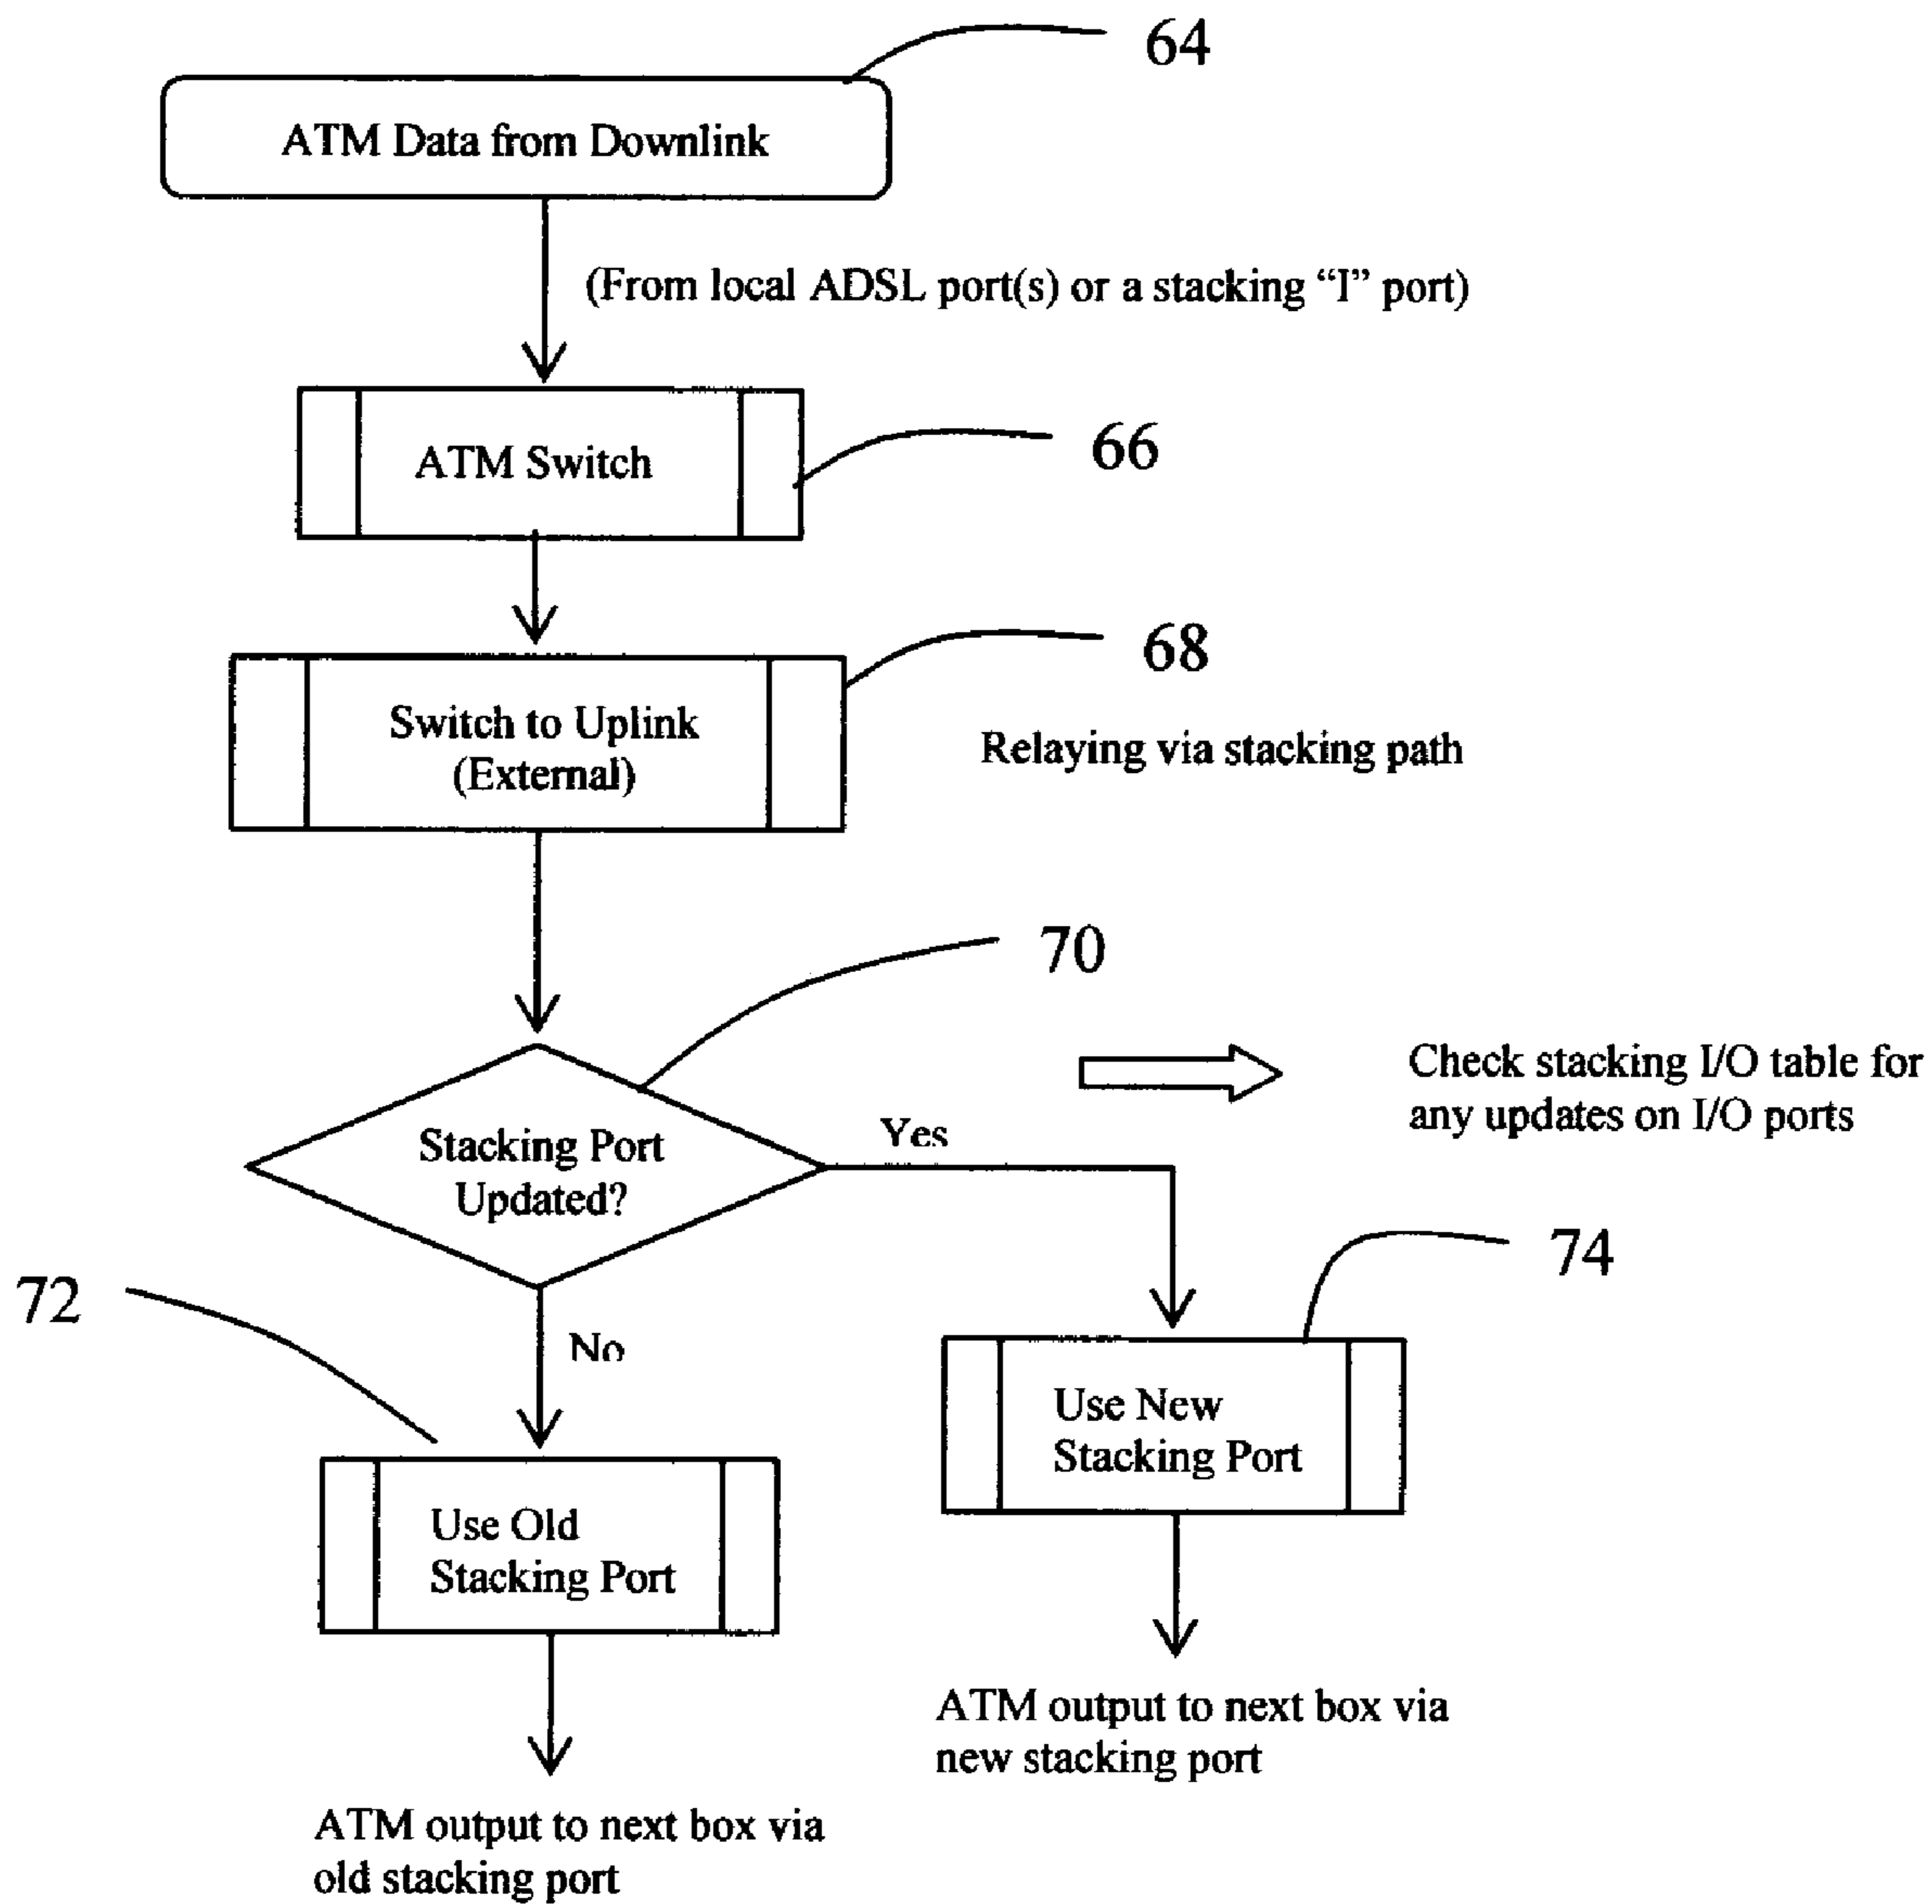 64
ATM Data from Downlink
(From local ADSL port(s) or a stacking “I” port)
66
ATM Switch
68
Switch to Uplink
(External)
Relaying via stacking path
70
Check stacking I/O table for
any updates on I/O ports
Yes
Stacking Port
Updated?
74
72
No
Use New
Stacking Port
Use Old
Stacking Port
ATM output to next box via
new stacking port
ATM output to next box via
old stacking port